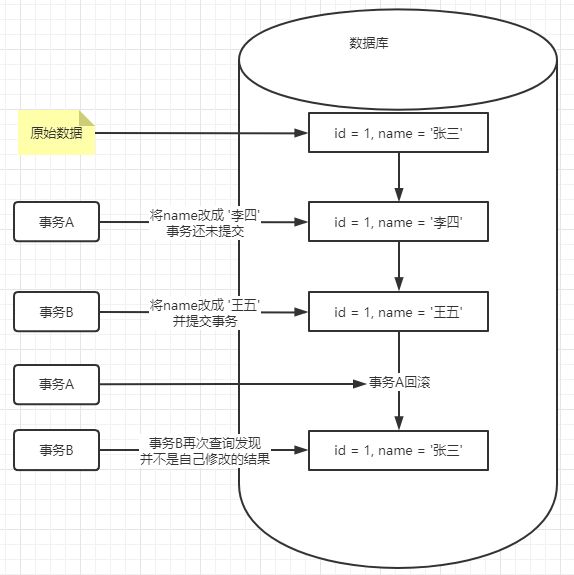 数据库
原始数据
id = 1, name = '张三'
事务A
将name改成 '李四'
事务还未提交
id = 1, name = '李四'
事务B
将name改成 '王五'
并提交事务
id = 1, name = '王五'
事务A
事务A回滚
事务B
事务B再次查询发现
并不是自己修改的结果
id = 1, name = '张三'